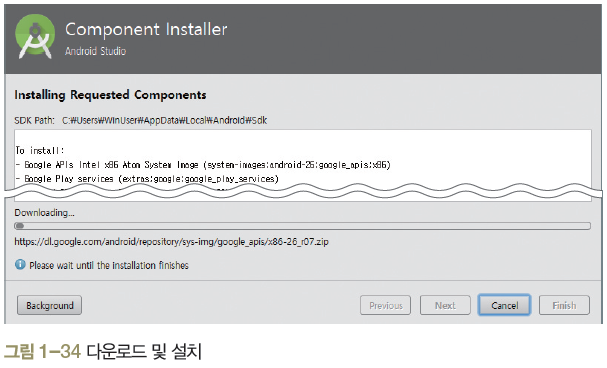 Component Installer
Android Studio
Installing Requested Components
SDK Path: C:₩Users₩WinUser₩AppData₩Local₩Android₩Sdk
To install:
- Google APIs Intel x86 Atom System Image (system-images;android-26;google_apis;x86)
- Google Play services (extras;google;google_play_services)
Downloading...
https://dl.google.com/android/repository/sys-img/google_apis/x86-26_r07.zip
Please wait until the installation finishes
Background Previous Next Cancel Finish
그림 1-34 다운로드 및 설치